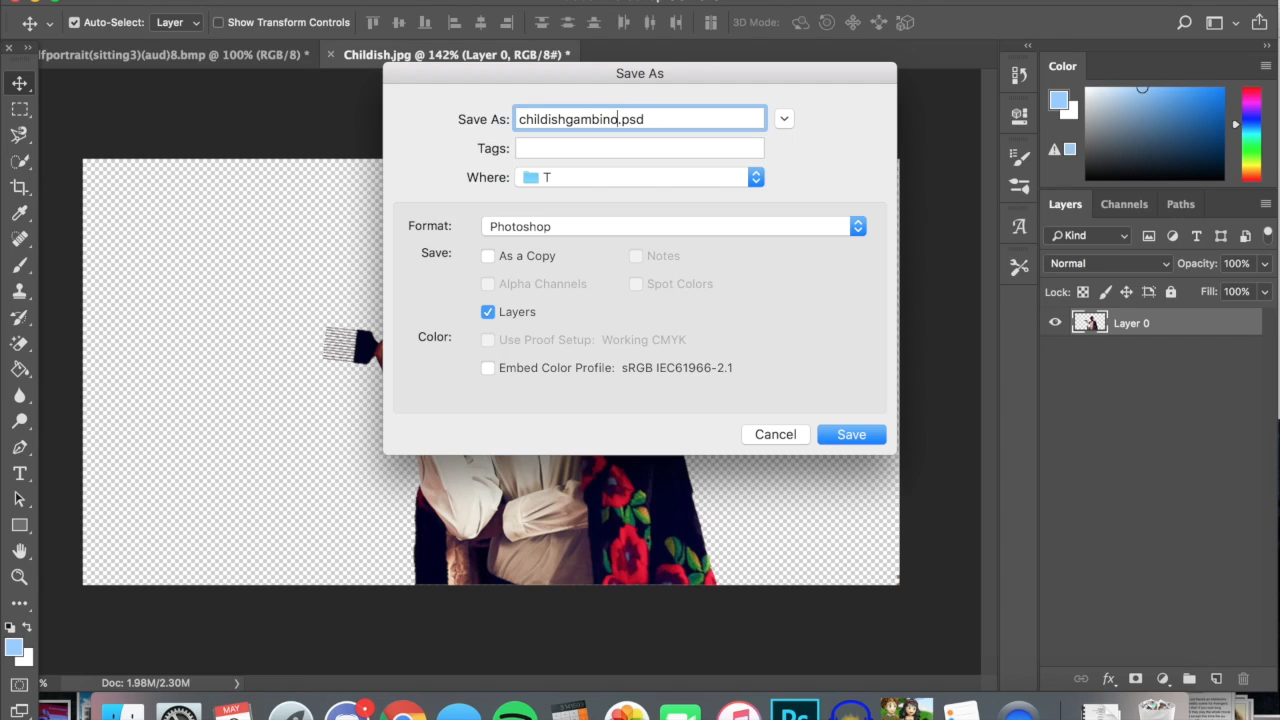 Auto-Select: Layer Show Transform Controls 3D Mode:
fportrait(sitting3)(aud)8.bmp @ 100% (RGB/8) * Childish.jpg @ 142% (Layer 0, RGB/8#) *
Save As
Save As: childishgambino.psd
Tags:
Where: T
Format: Photoshop
Save: As a Copy Notes
Alpha Channels Spot Colors
Layers
Color: Use Proof Setup: Working CMYK
Embed Color Profile: sRGB IEC61966-2.1
Cancel Save
Color
Layers Channels Paths
Kind
Normal Opacity: 100%
Lock: Fill: 100%
Layer 0
% Doc: 1.98M/2.30M
MAY
Ps